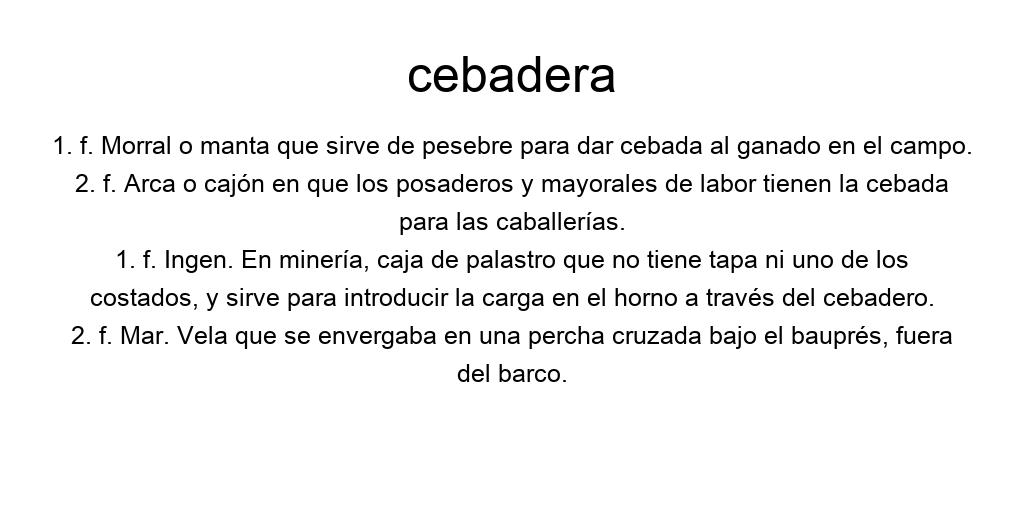 cebadera
1. f. Morral o manta que sirve de pesebre para dar cebada al ganado en el campo.
2. f. Arca o cajón en que los posaderos y mayorales de labor tienen la cebada
para las caballerías.
1. f. Ingen. En minería, caja de palastro que no tiene tapa ni uno de los
costados, y sirve para introducir la carga en el horno a través del cebadero.
2. f. Mar. Vela que se envergaba en una percha cruzada bajo el bauprés, fuera
del barco.